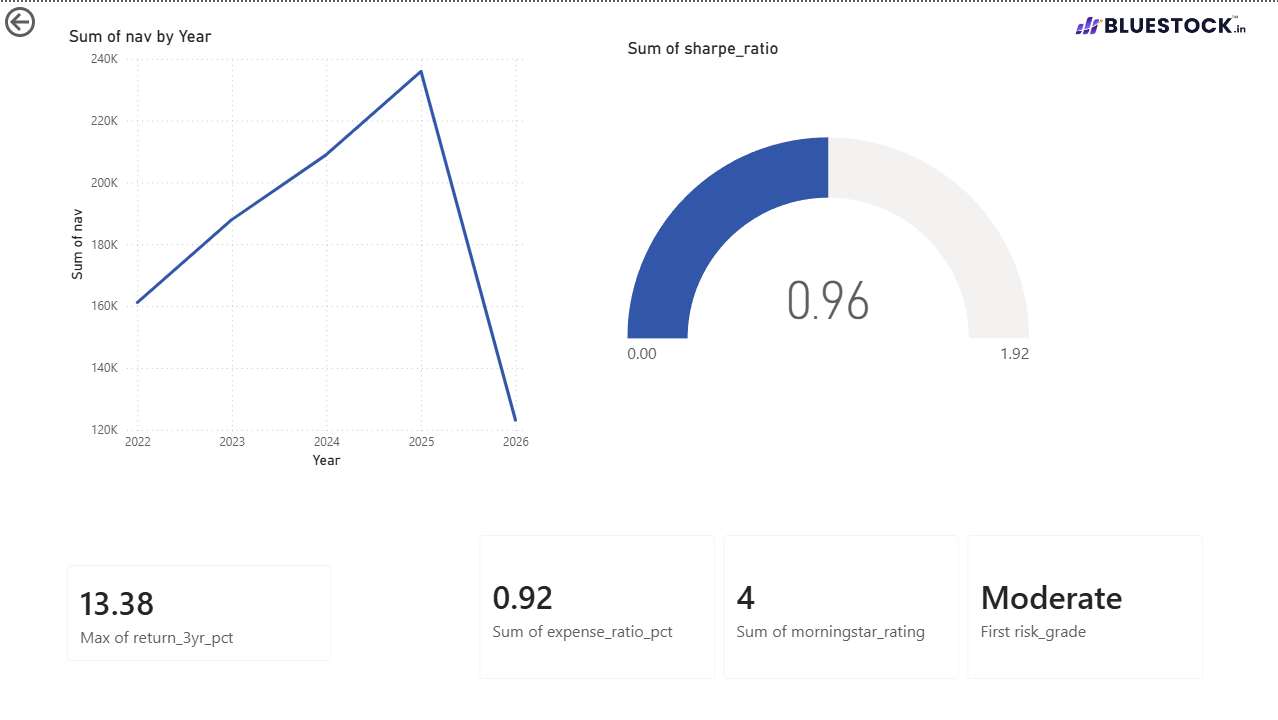 BLUESTOCK.in
™
Sum of nav by Year
240K
220K
200K
180K
160K
140K
120K
Sum of nav
2022 2023 2024 2025 2026
Year
Sum of sharpe_ratio
0.96
0.00 1.92
13.38
Max of return_3yr_pct
0.92
Sum of expense_ratio_pct
4
Sum of morningstar_rating
Moderate
First risk_grade